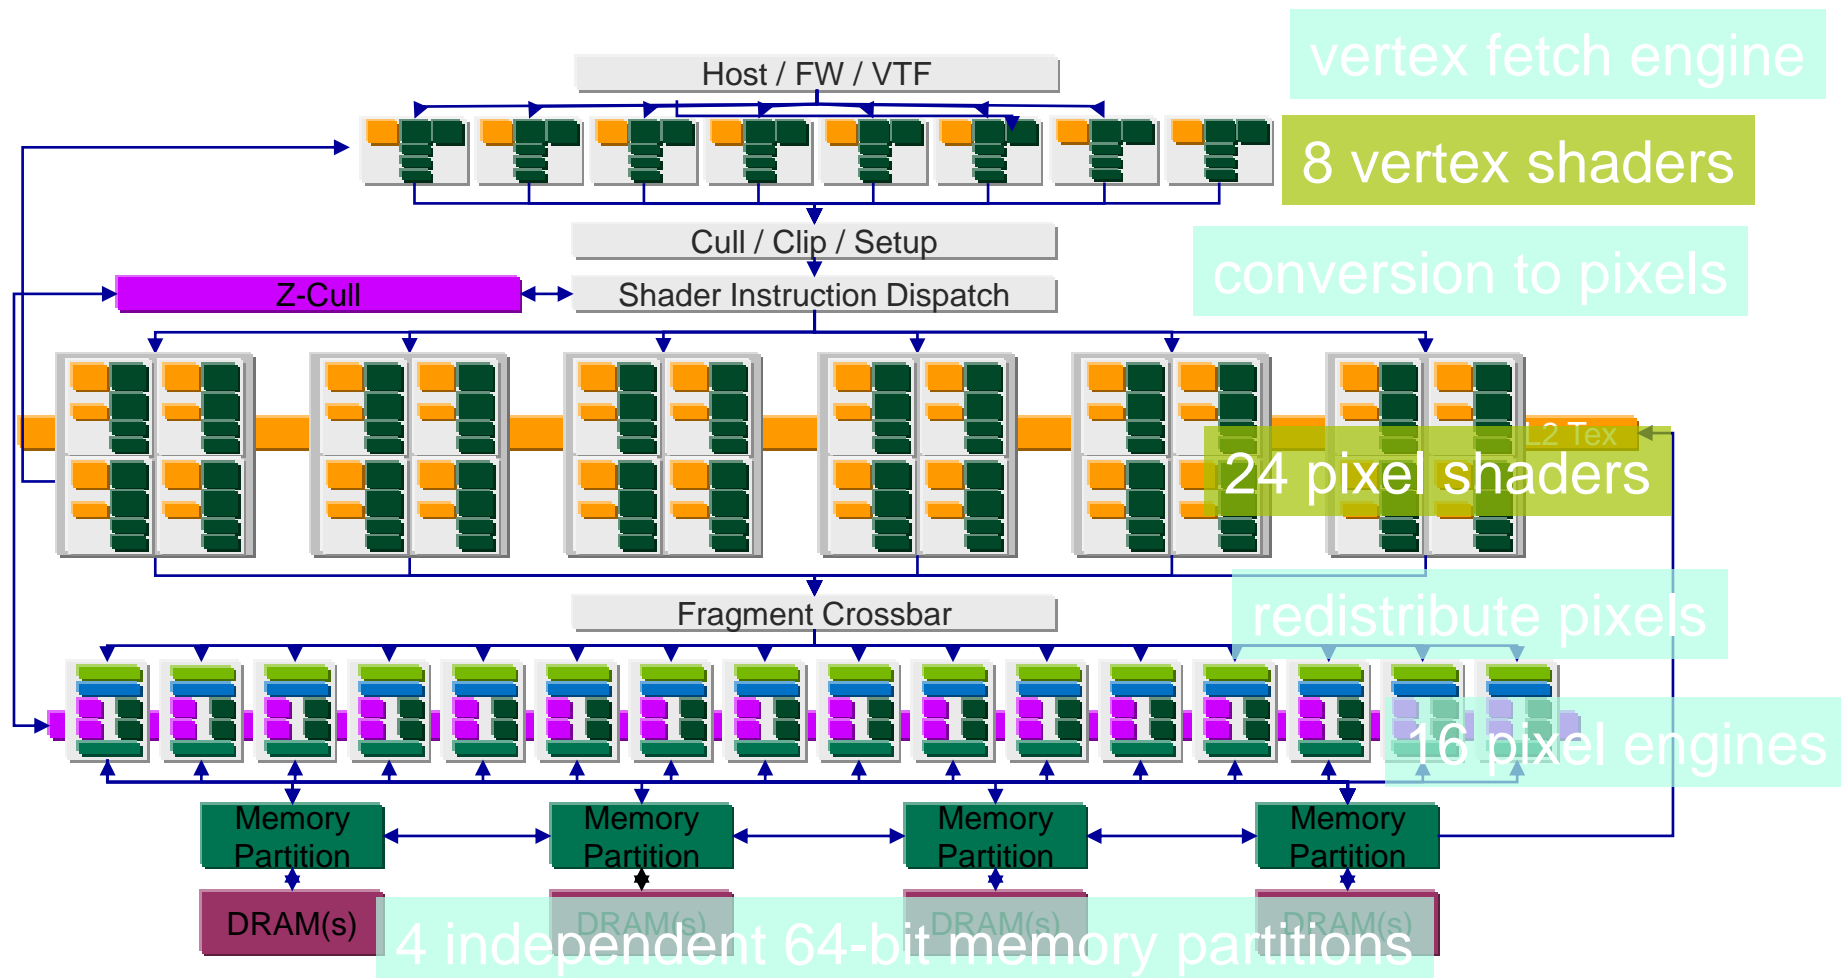 Host / FW / VTF
vertex fetch engine
8 vertex shaders
Cull / Clip / Setup
conversion to pixels
Z-Cull
Shader Instruction Dispatch
L2 Tex
24 pixel shaders
Fragment Crossbar
redistribute pixels
16 pixel engines
Memory
Partition
Memory
Partition
Memory
Partition
Memory
Partition
DRAM(s)
DRAM(s)
DRAM(s)
DRAM(s)
4 independent 64-bit memory partitions